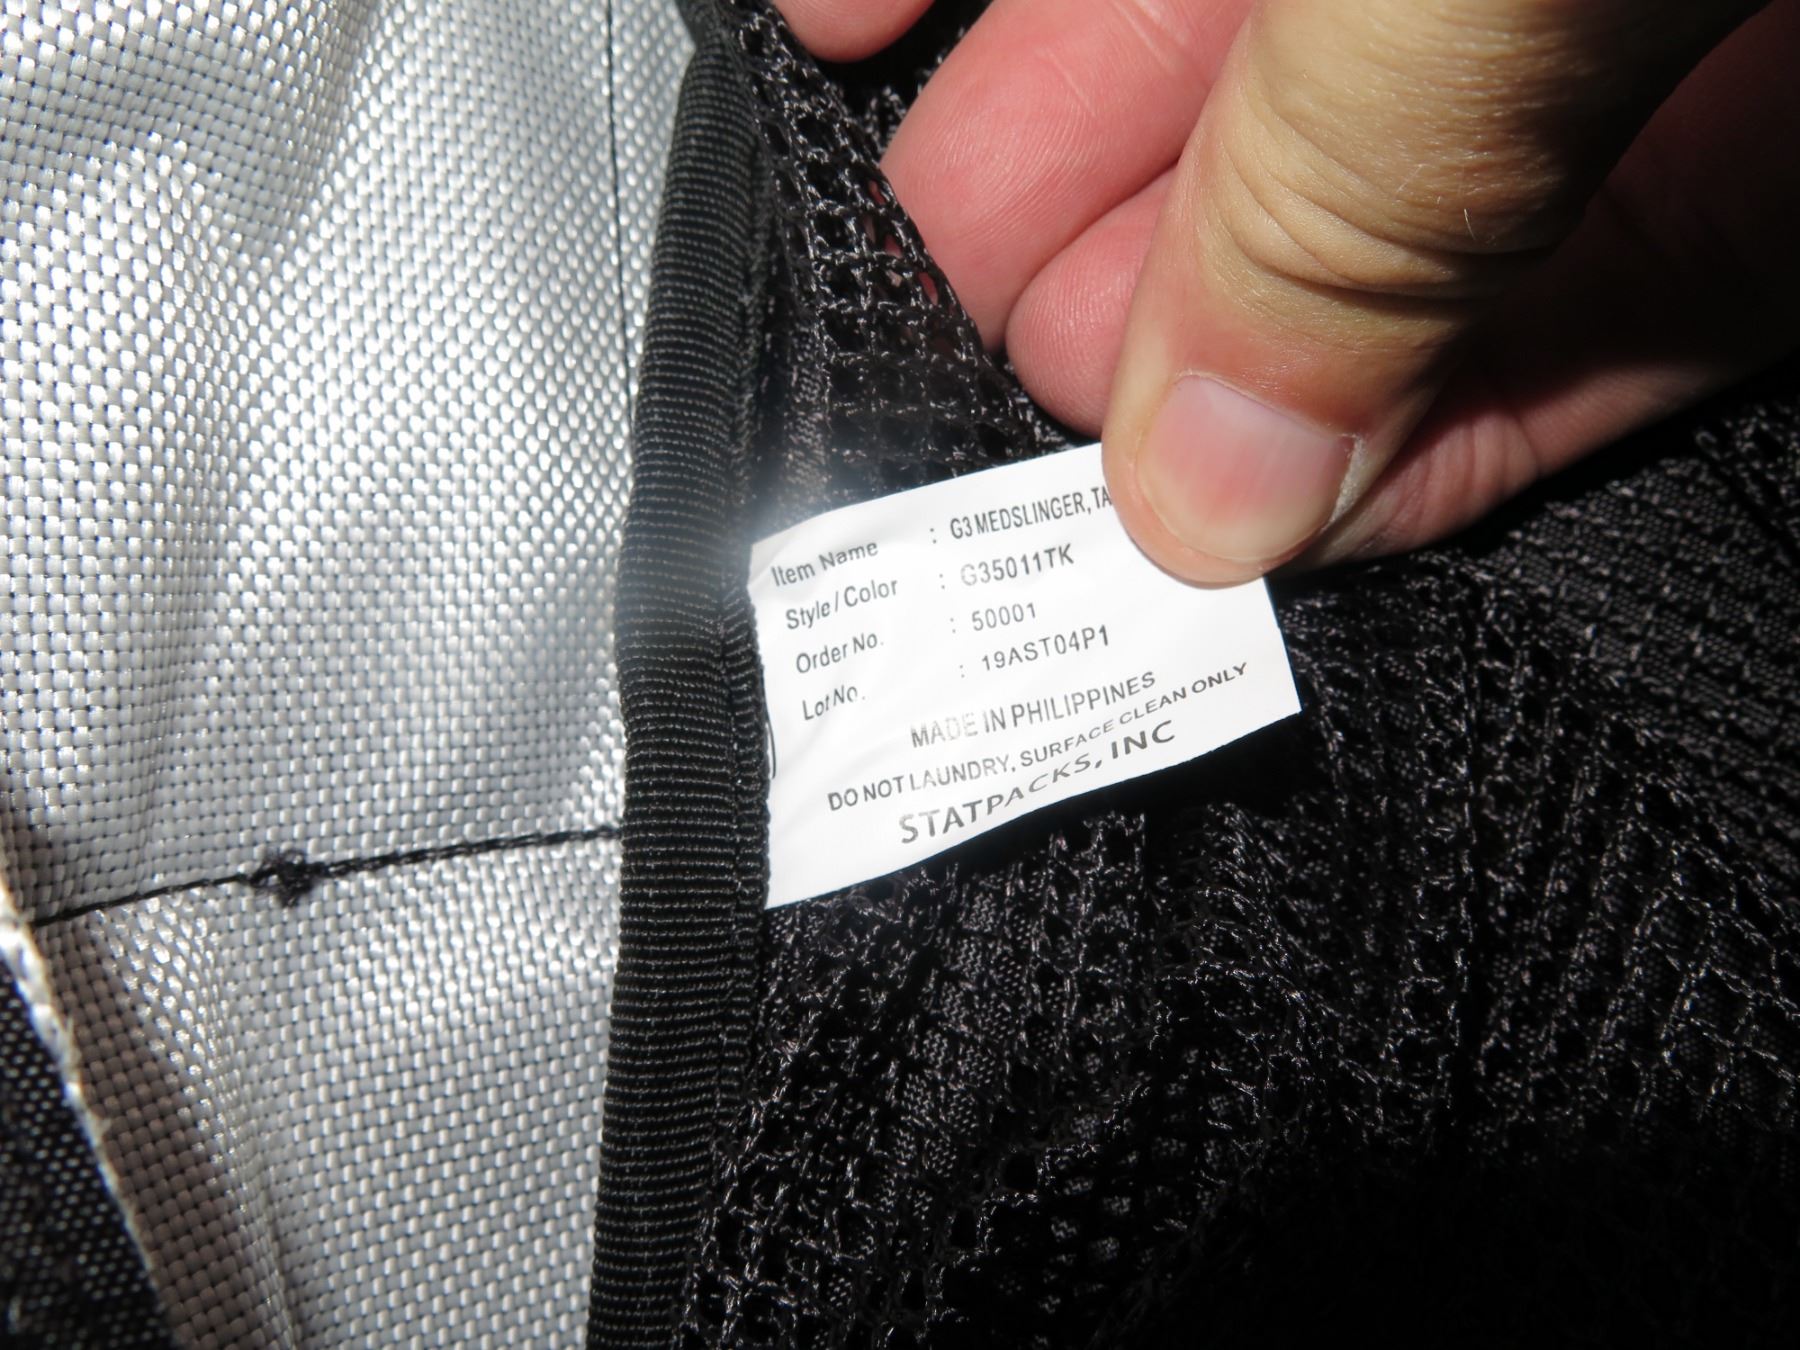 Item Name : G3 MEDSLINGER, TA
Style / Color : G35011TK
Order No. : 50001
Lot No. : 19AST04P1
MADE IN PHILIPPINES
DO NOT LAUNDRY, SURFACE CLEAN ONLY
STATPACKS, INC